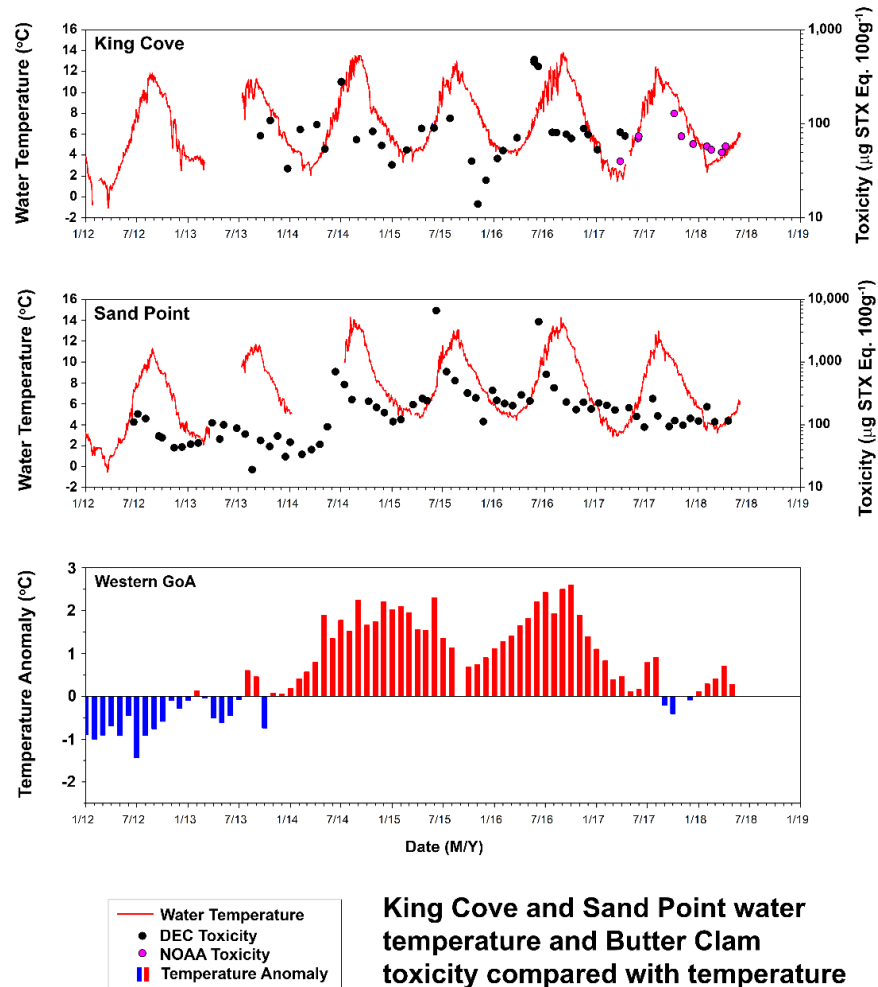 King Cove
Water Temperature (°C)
16
14
12
10
8
6
4
2
0
-2
1,000
100
10
Toxicity (µg STX Eq. 100g⁻¹)
1/12 7/12 1/13 7/13 1/14 7/14 1/15 7/15 1/16 7/16 1/17 7/17 1/18 7/18 1/19
Sand Point
Water Temperature (°C)
16
14
12
10
8
6
4
2
0
-2
10,000
1,000
100
10
Toxicity (µg STX Eq. 100g⁻¹)
1/12 7/12 1/13 7/13 1/14 7/14 1/15 7/15 1/16 7/16 1/17 7/17 1/18 7/18 1/19
Western GoA
Temperature Anomaly (°C)
3
2
1
0
-1
-2
1/12 7/12 1/13 7/13 1/14 7/14 1/15 7/15 1/16 7/16 1/17 7/17 1/18 7/18 1/19
Date (M/Y)
Water Temperature
DEC Toxicity
NOAA Toxicity
Temperature Anomaly
King Cove and Sand Point water
temperature and Butter Clam
toxicity compared with temperature